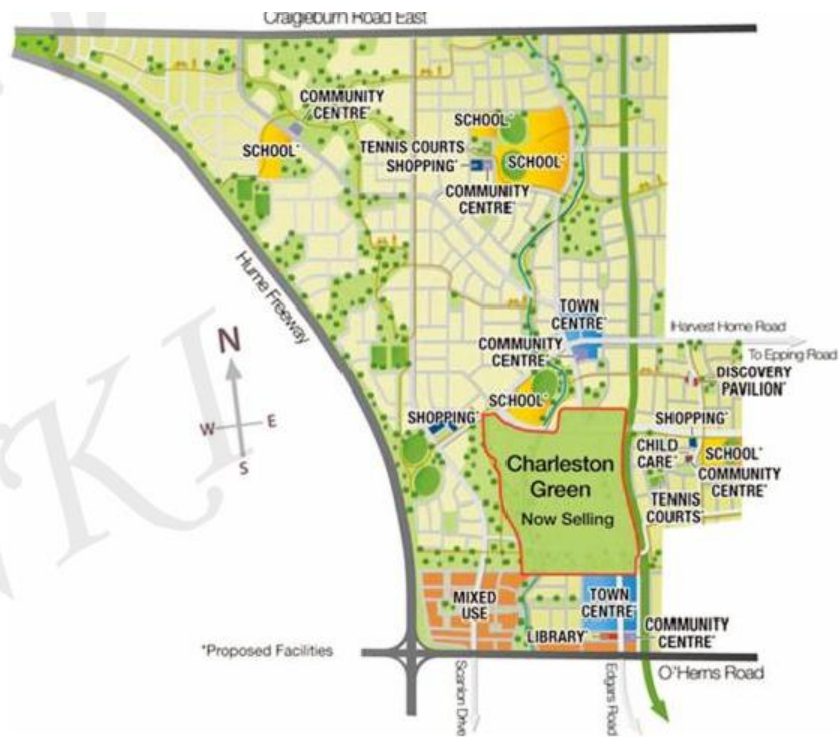 Craigieburn Road East
COMMUNITY
CENTRE*
SCHOOL*
SCHOOL*
TENNIS COURTS
SHOPPING*
SCHOOL*
COMMUNITY
CENTRE*
Hume Freeway
TOWN
CENTRE*
Harvest Home Road
COMMUNITY
CENTRE*
To Epping Road
N
W
E
S
DISCOVERY
PAVILION*
SCHOOL*
SHOPPING*
SHOPPING*
CHILD
CARE*
SCHOOL*
COMMUNITY
CENTRE*
TENNIS
COURTS*
Charleston
Green
Now Selling
MIXED
USE
TOWN
CENTRE*
LIBRARY*
COMMUNITY
CENTRE*
*Proposed Facilities
O'Herns Road
Scanlon Drive
Edgars Road